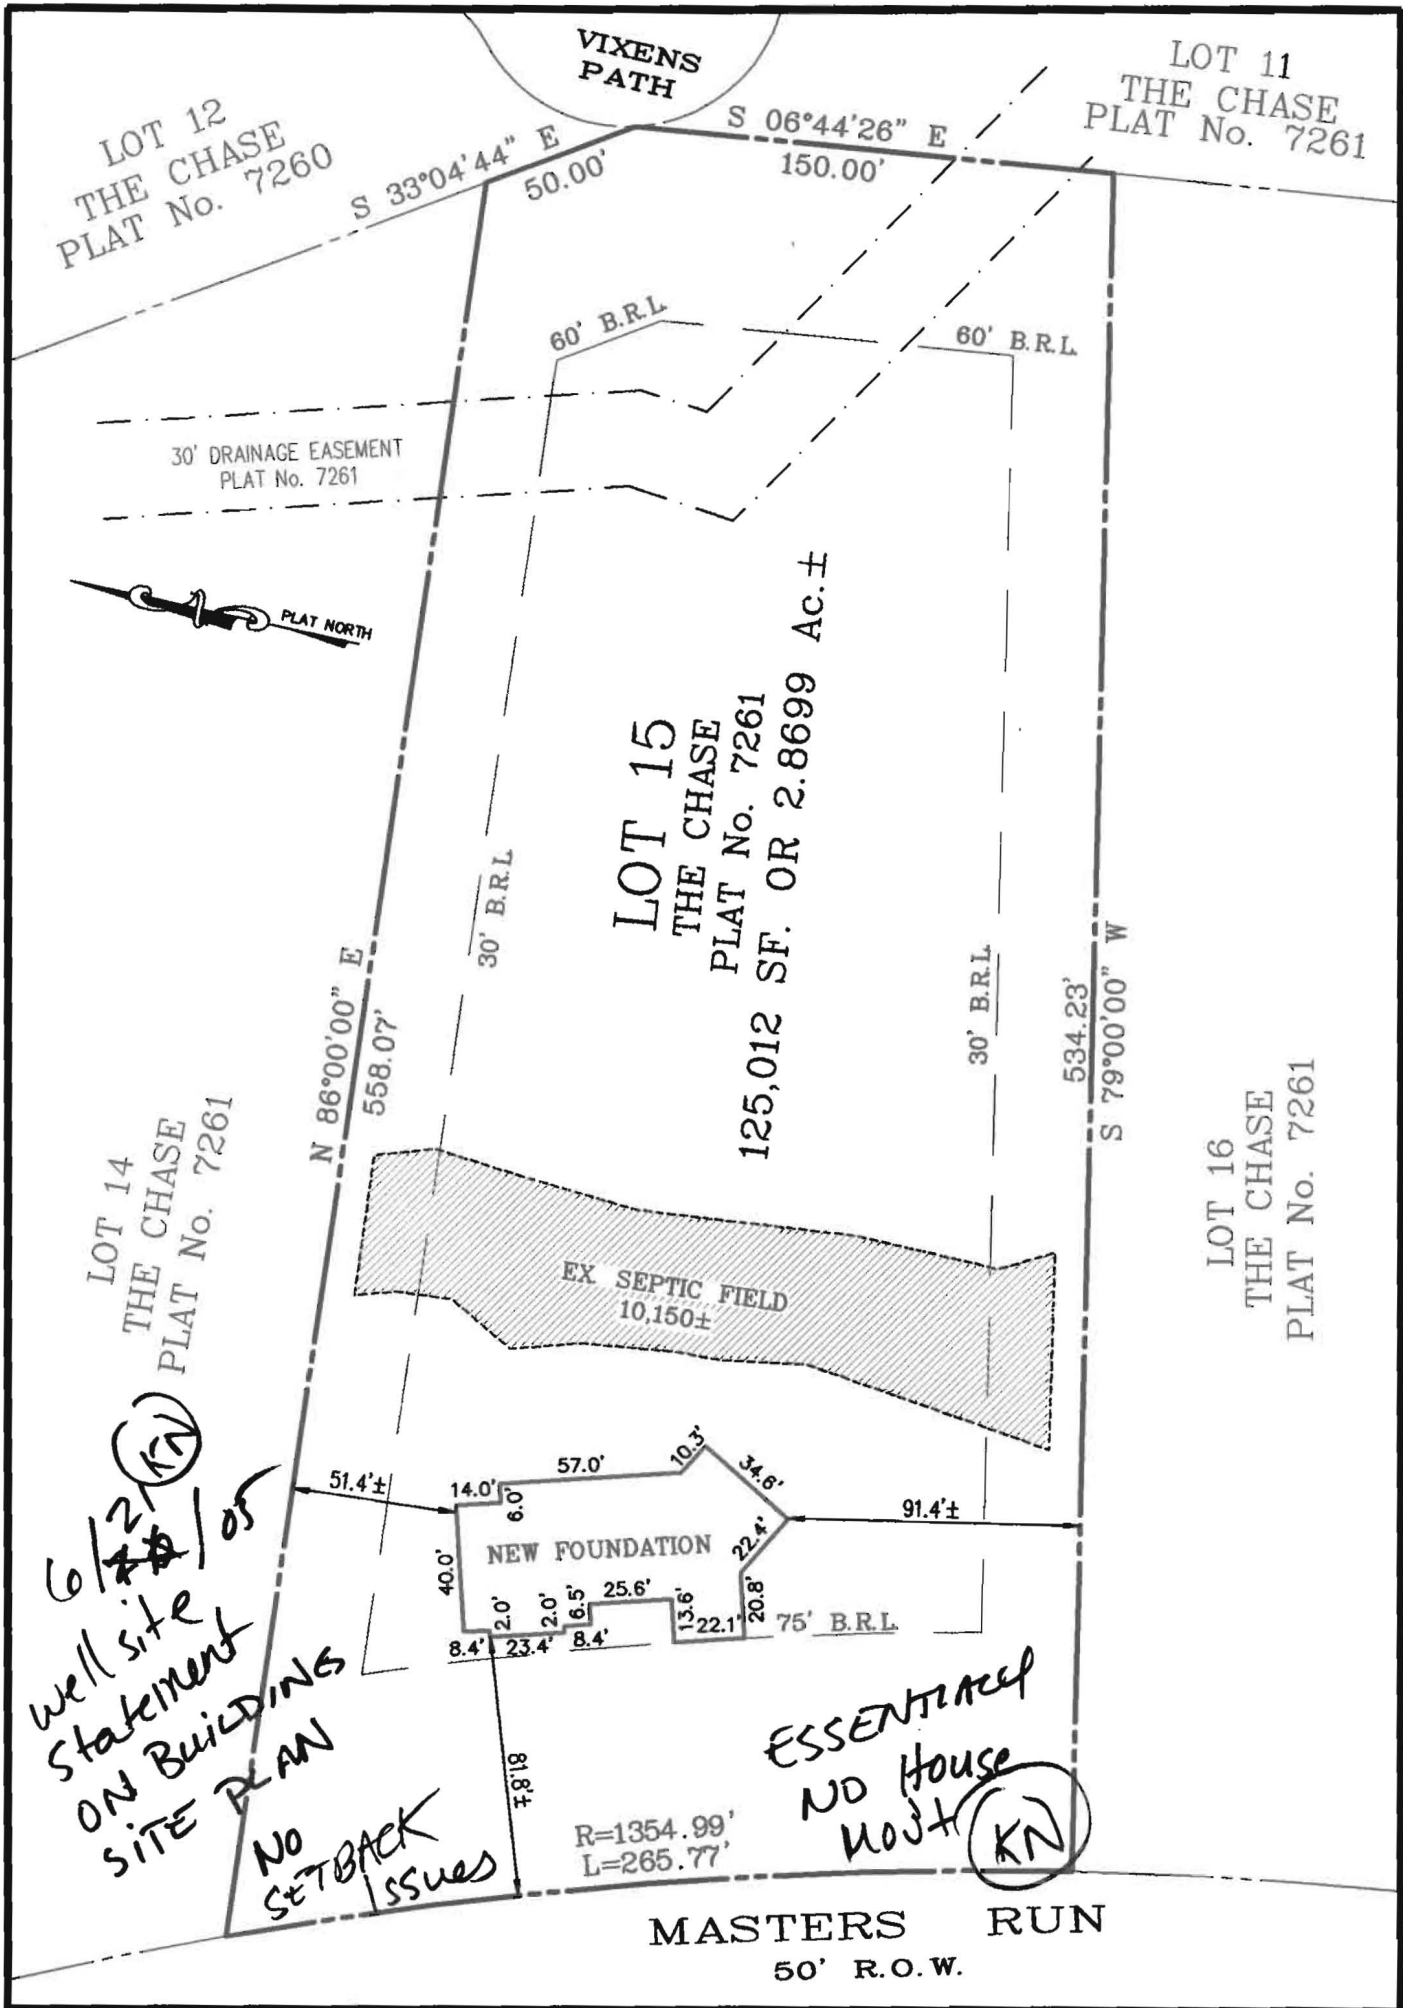 VIXENS
PATH
LOT 12
THE CHASE
PLAT No. 7260
LOT 11
THE CHASE
PLAT No. 7261
S 33°04'44" E
50.00'
S 06°44'26" E
150.00'
60' B.R.L
60' B.R.L
30' DRAINAGE EASEMENT
PLAT No. 7261
PLAT NORTH
LOT 15
THE CHASE
PLAT No. 7261
125,012 SF. OR 2.8699 Ac.±
30' B.R.L
30' B.R.L
N 86°00'00" E
558.07'
534.23'
S 79°00'00" W
LOT 14
THE CHASE
PLAT No. 7261
LOT 16
THE CHASE
PLAT No. 7261
EX. SEPTIC FIELD
10,150±
KN
6/21/05
well site
Statement
ON BUILDINGS
SITE PLAN
51.4'±
14.0'
6.0'
57.0'
10.3'
34.6'
91.4'±
NEW FOUNDATION
22.4'
40.0'
2.0'
2.0'
6.5'
25.6'
13.6'
22.1'
20.8'
8.4'
23.4'
8.4'
75' B.R.L
81.8'±
NO
SETBACK
ISSUES
ESSENTIALLY
NO House
KN
R=1354.99'
L=265.77'
MASTERS RUN
50' R.O.W.